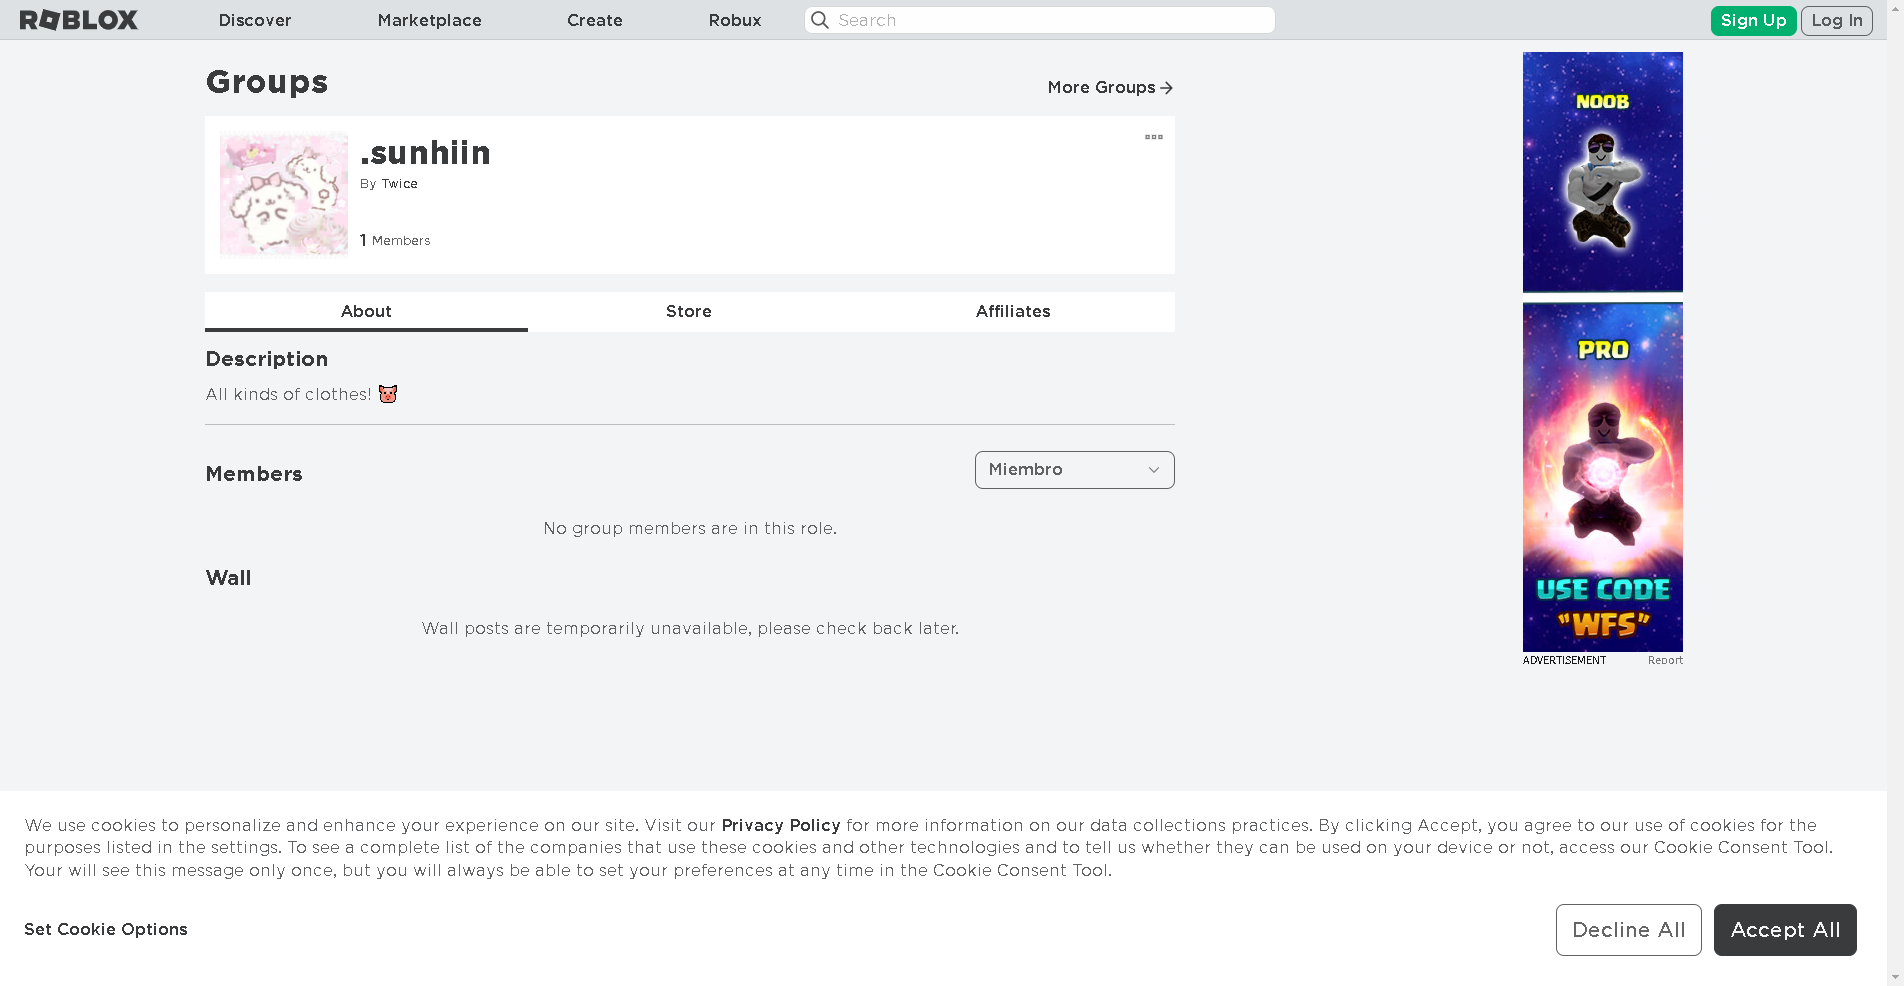 ROBLOX
Discover
Marketplace
Create
Robux
Search
Sign Up
Log In
Groups
More Groups
.sunhiin
By Twice
1 Members
About
Store
Affiliates
Description
All kinds of clothes! 🐷
Members
Miembro
No group members are in this role.
Wall
Wall posts are temporarily unavailable, please check back later.
NOOB
PRO
USE CODE
"WFS"
ADVERTISEMENT
Report
We use cookies to personalize and enhance your experience on our site. Visit our Privacy Policy for more information on our data collections practices. By clicking Accept, you agree to our use of cookies for the
purposes listed in the settings. To see a complete list of the companies that use these cookies and other technologies and to tell us whether they can be used on your device or not, access our Cookie Consent Tool.
Your will see this message only once, but you will always be able to set your preferences at any time in the Cookie Consent Tool.
Set Cookie Options
Decline All
Accept All